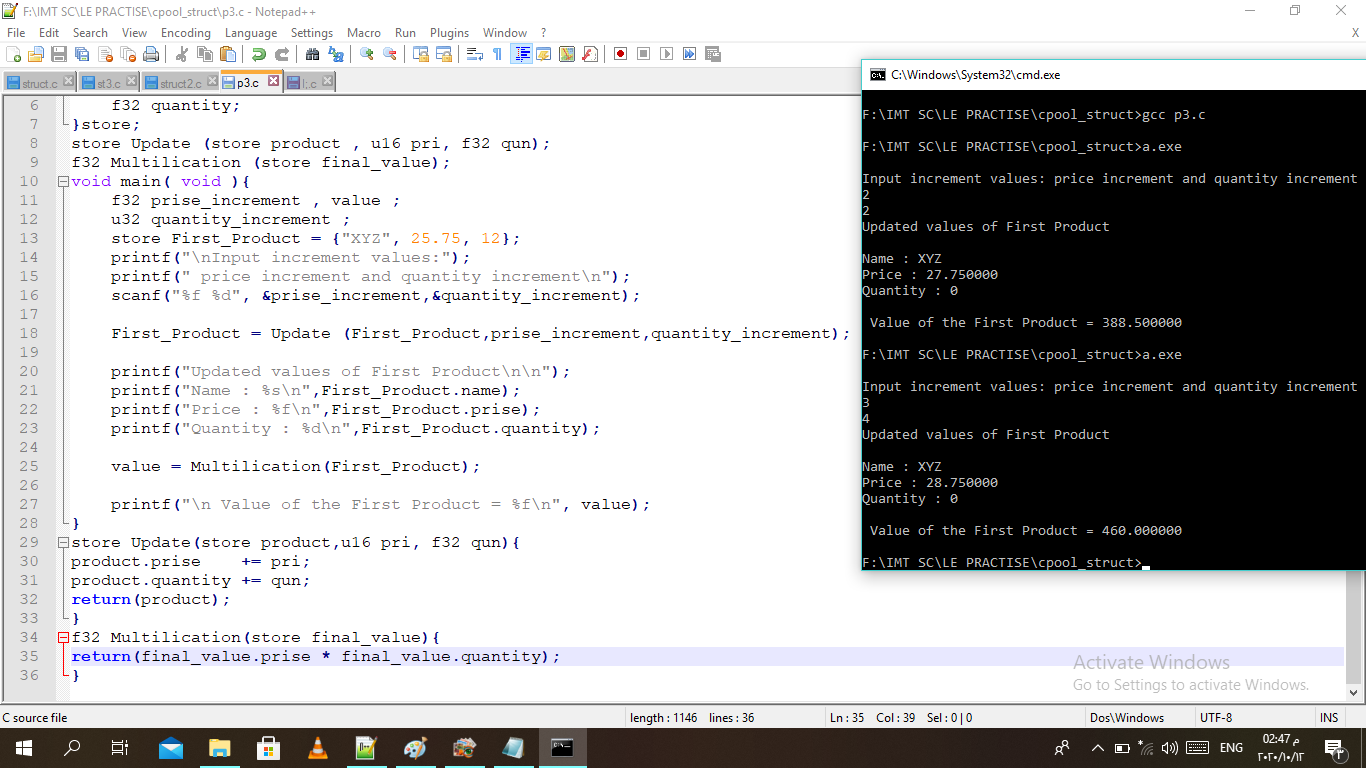 F:\IMT SC\LE PRACTISE\cpool_struct\p3.c - Notepad++
File Edit Search View Encoding Language Settings Macro Run Plugins Window ? X
struct.c st3.c struct2.c p3.c
6 f32 quantity;
7 }store;
8 store Update (store product , u16 pri, f32 qun);
9 f32 Multilication (store final_value);
10 void main( void ){
11 f32 prise_increment , value ;
12 u32 quantity_increment ;
13 store First_Product = {"XYZ", 25.75, 12};
14 printf("\nInput increment values:");
15 printf(" price increment and quantity increment\n");
16 scanf("%f %d", &prise_increment,&quantity_increment);
17
18 First_Product = Update (First_Product,prise_increment,quantity_increment);
19
20 printf("Updated values of First Product\n\n");
21 printf("Name : %s\n",First_Product.name);
22 printf("Price : %f\n",First_Product.prise);
23 printf("Quantity : %d\n",First_Product.quantity);
24
25 value = Multilication(First_Product);
26
27 printf("\n Value of the First Product = %f\n", value);
28 }
29 store Update(store product,u16 pri, f32 qun){
30 product.prise += pri;
31 product.quantity += qun;
32 return(product);
33 }
34 f32 Multilication(store final_value){
35 return(final_value.prise * final_value.quantity);
36 }
C:\Windows\System32\cmd.exe
F:\IMT SC\LE PRACTISE\cpool_struct>gcc p3.c
F:\IMT SC\LE PRACTISE\cpool_struct>a.exe
Input increment values: price increment and quantity increment
2
2
Updated values of First Product
Name : XYZ
Price : 27.750000
Quantity : 0
Value of the First Product = 388.500000
F:\IMT SC\LE PRACTISE\cpool_struct>a.exe
Input increment values: price increment and quantity increment
3
4
Updated values of First Product
Name : XYZ
Price : 28.750000
Quantity : 0
Value of the First Product = 460.000000
F:\IMT SC\LE PRACTISE\cpool_struct>
Activate Windows
Go to Settings to activate Windows.
C source file length : 1146 lines : 36 Ln : 35 Col : 39 Sel : 0 | 0 Dos\Windows UTF-8 INS
ENG
02:47 م
٢٠٢٠/١٠/١٢
٣